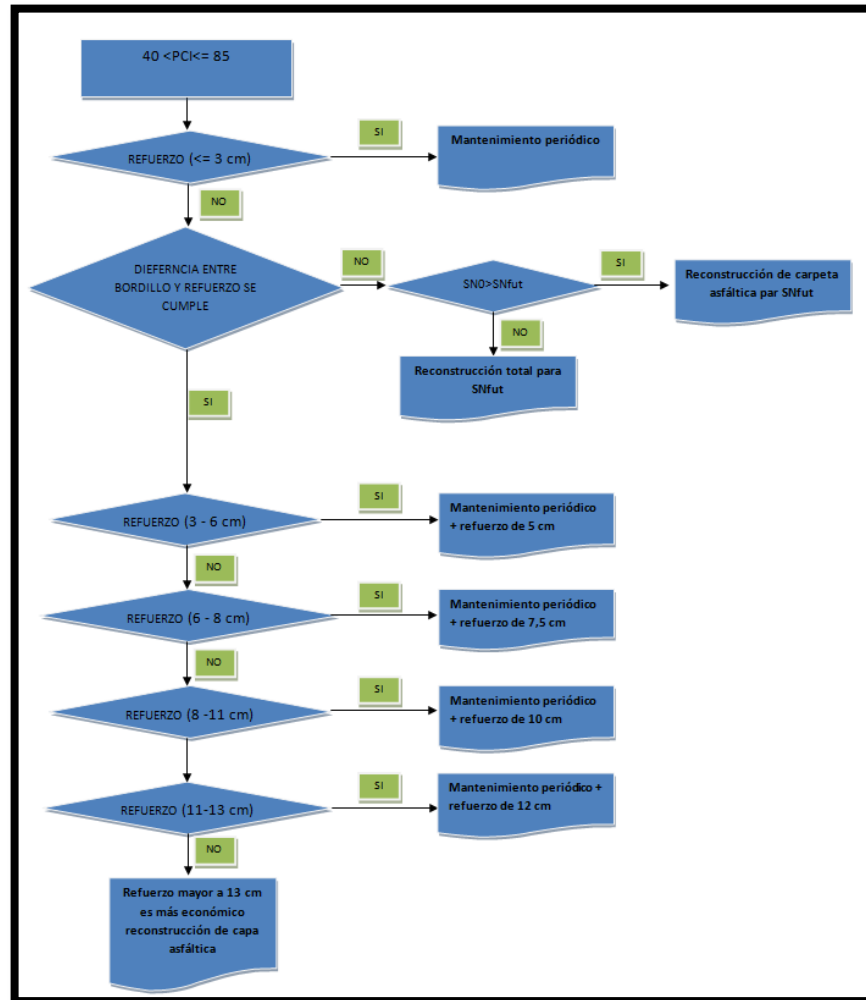 40 <PCI<= 85
REFUERZO (<= 3 cm)
SI
Mantenimiento periódico
NO
DIEFERNCIA ENTRE
BORDILLO Y REFUERZO SE
CUMPLE
NO
SN0>SNfut
SI
Reconstrucción de carpeta
asfáltica par SNfut
NO
Reconstrucción total para
SNfut
SI
REFUERZO (3 - 6 cm)
SI
Mantenimiento periódico
+ refuerzo de 5 cm
NO
REFUERZO (6 - 8 cm)
SI
Mantenimiento periódico
+ refuerzo de 7,5 cm
NO
REFUERZO (8 -11 cm)
SI
Mantenimiento periódico
+ refuerzo de 10 cm
REFUERZO (11-13 cm)
SI
Mantenimiento periódico +
refuerzo de 12 cm
NO
Refuerzo mayor a 13 cm
es más económico
reconstrucción de capa
asfáltica